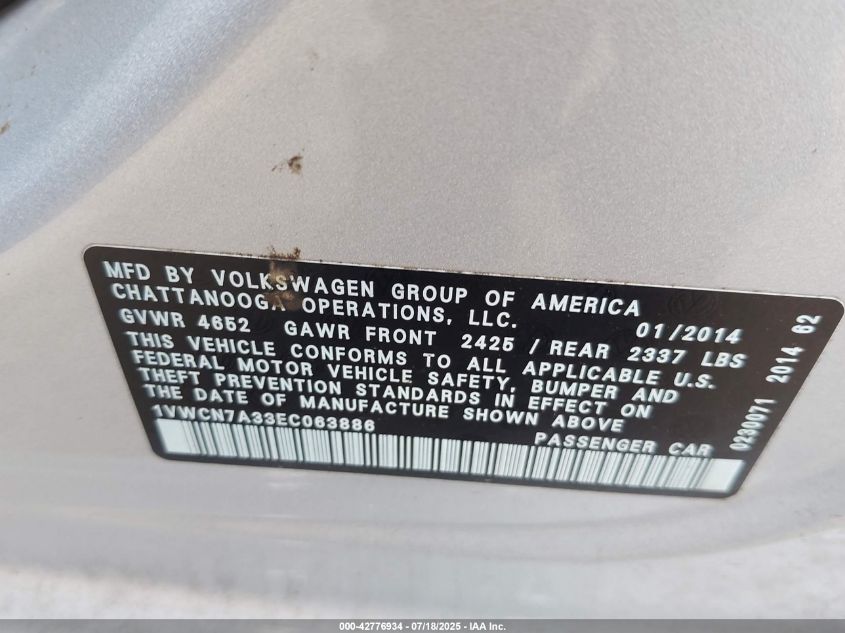 MFD BY VOLKSWAGEN GROUP OF AMERICA
CHATTANOOGA OPERATIONS, LLC. 01/2014
GVWR 4652 GAWR FRONT 2425 / REAR 2337 LBS
THIS VEHICLE CONFORMS TO ALL APPLICABLE U.S.
FEDERAL MOTOR VEHICLE SAFETY, BUMPER AND
THEFT PREVENTION STANDARDS IN EFFECT ON
THE DATE OF MANUFACTURE SHOWN ABOVE
1VWCN7A33EC063886 PASSENGER CAR
0230071 2014 62
000-42776934 - 07/18/2025 - IAA Inc.